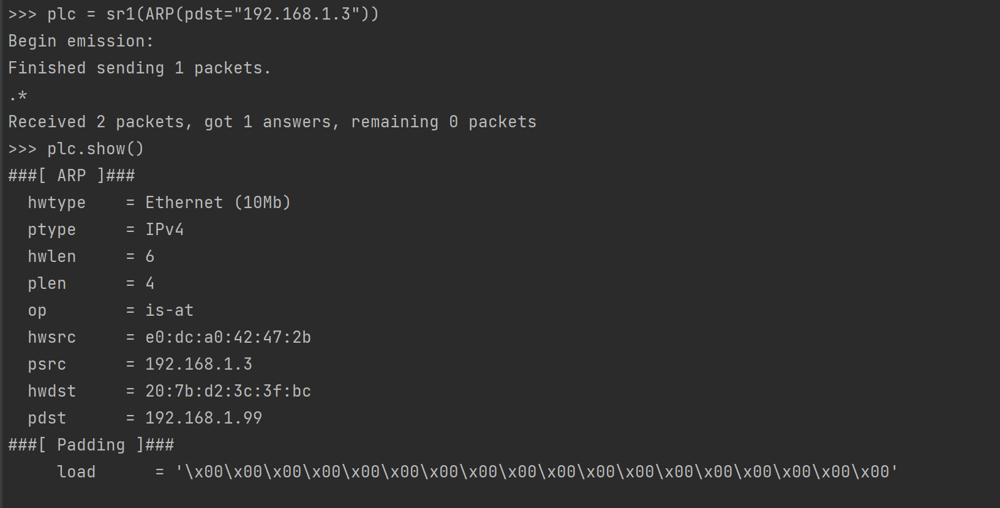 >>> plc = sr1(ARP(pdst="192.168.1.3"))
Begin emission:
Finished sending 1 packets.
.*
Received 2 packets, got 1 answers, remaining 0 packets
>>> plc.show()
###[ ARP ]###
  hwtype    = Ethernet (10Mb)
  ptype     = IPv4
  hwlen     = 6
  plen      = 4
  op        = is-at
  hwsrc     = e0:dc:a0:42:47:2b
  psrc      = 192.168.1.3
  hwdst     = 20:7b:d2:3c:3f:bc
  pdst      = 192.168.1.99
###[ Padding ]###
     load      = '\x00\x00\x00\x00\x00\x00\x00\x00\x00\x00\x00\x00\x00\x00\x00\x00\x00\x00'